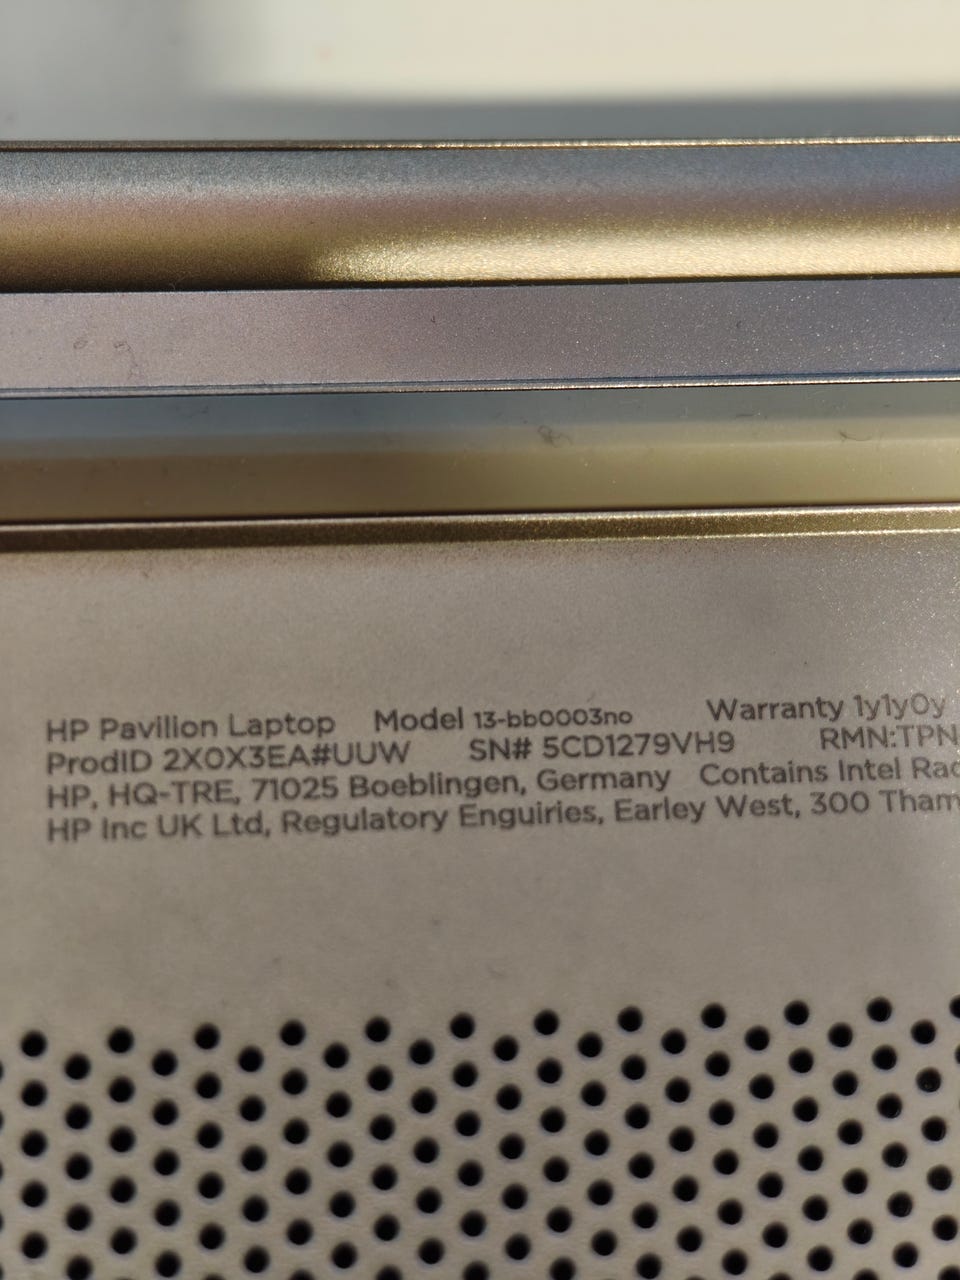 HP Pavilion Laptop Model 13-bb0003no Warranty 1y1y0y
ProdID 2X0X3EA#UUW SN# 5CD1279VH9 RMN:TPN
HP, HQ-TRE, 71025 Boeblingen, Germany Contains Intel
HP Inc UK Ltd, Regulatory Enguiries, Earley West, 300